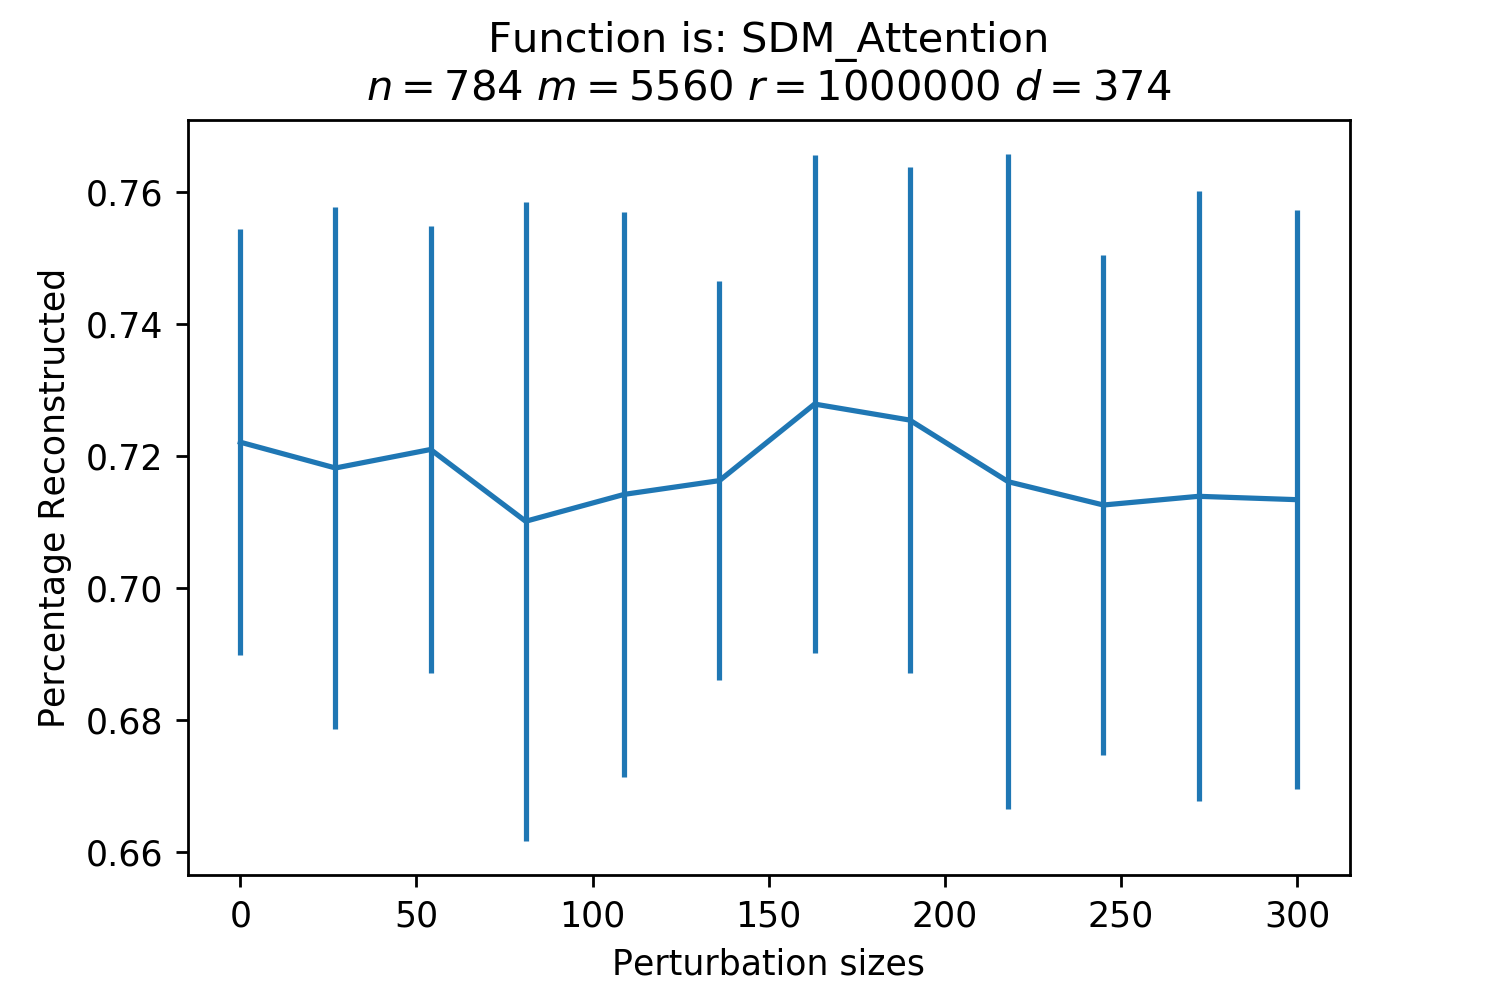 Function is: SDM_Attention
n = 784 m = 5560 r = 1000000 d = 374
Percentage Reconstructed
0.76
0.74
0.72
0.70
0.68
0.66
0 50 100 150 200 250 300
Perturbation sizes